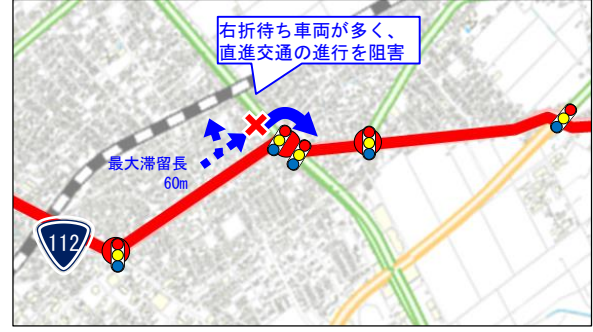 右折待ち車両が多く、
直進交通の進行を阻害
最大滞留長
60m
112